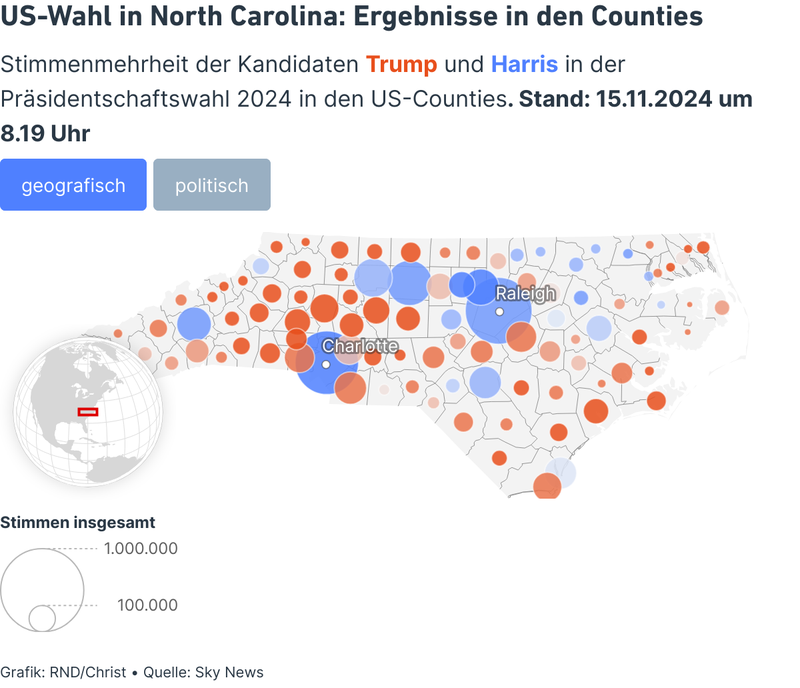 US-Wahl in North Carolina: Ergebnisse in den Counties
Stimmenmehrheit der Kandidaten Trump und Harris in der
Präsidentschaftswahl 2024 in den US-Counties. Stand: 15.11.2024 um
8.19 Uhr
geografisch
politisch
Raleigh
Charlotte
Stimmen insgesamt
1.000.000
100.000
Grafik: RND/Christ • Quelle: Sky News